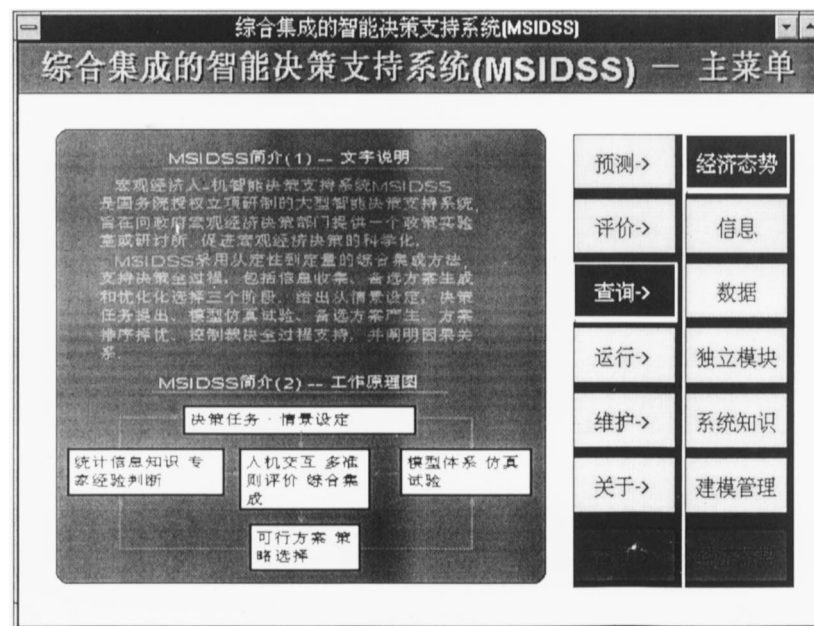 综合集成的智能决策支持系统(MSIDSS)
综合集成的智能决策支持系统(MSIDSS) — 主菜单
MSIDSS简介(1) -- 文字说明
宏观经济人-机智能决策支持系统MSIDSS
是国务院授权立项研制的大型智能决策支持系统,
旨在向政府宏观经济决策部门提供一个政策实验
室或研讨所,促进宏观经济决策的科学化.
MSIDSS采用从定性到定量的综合集成方法,
支持决策全过程,包括信息收集、备选方案生成
和优化化选择三个阶段.给出从情景设定,决策
任务提出、模型仿真试验、备选方案产生、方案
排序择优、控制裁决全过程支持,并阐明因果关
系.
MSIDSS简介(2) -- 工作原理图
决策任务·情景设定
统计信息知识 专
家经验判断
人机交互 多准
则评价 综合集
成
模型体系 仿真
试验
可行方案 策
略选择
预测->
经济态势
评价->
信息
查询->
数据
运行->
独立模块
维护->
系统知识
关于->
建模管理